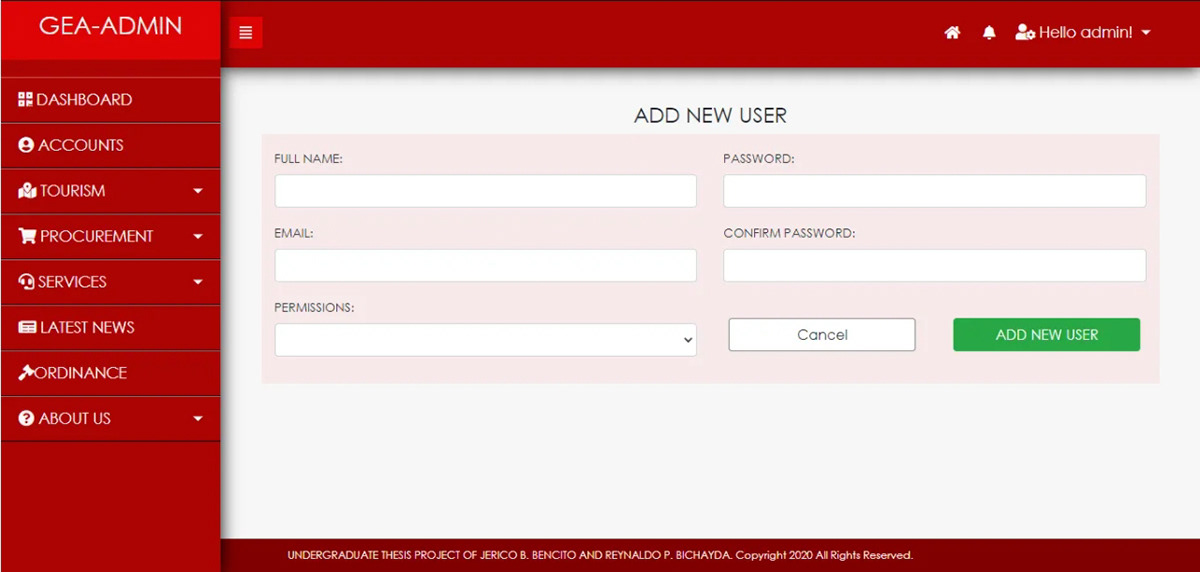 GEA-ADMIN
Hello admin!
DASHBOARD
ACCOUNTS
TOURISM
PROCUREMENT
SERVICES
LATEST NEWS
ORDINANCE
ABOUT US
ADD NEW USER
FULL NAME:
PASSWORD:
EMAIL:
CONFIRM PASSWORD:
PERMISSIONS:
Cancel
ADD NEW USER
UNDERGRADUATE THESIS PROJECT OF JERICO B. BENCITO AND REYNALDO P. BICHAYDA. Copyright 2020 All Rights Reserved.